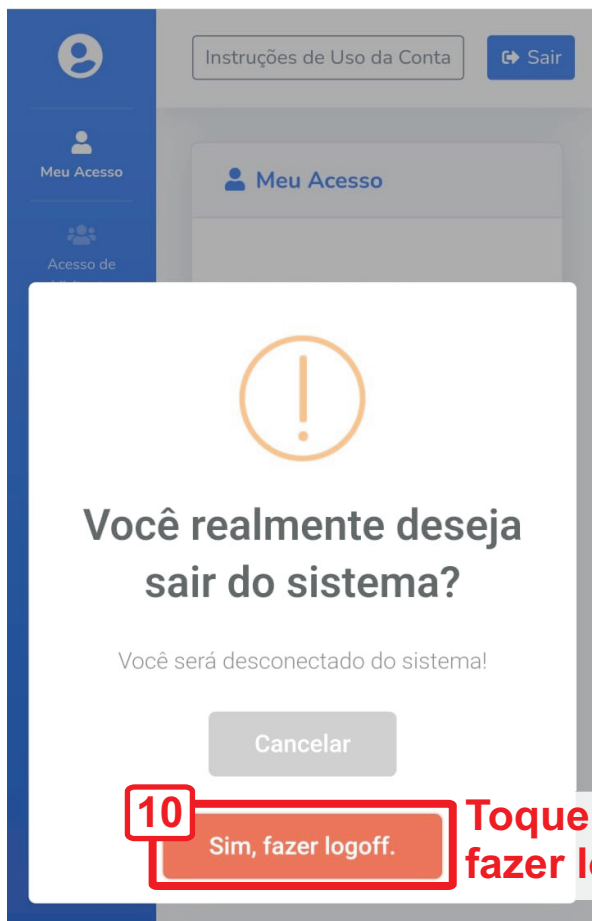 Instruções de Uso da Conta
Sair
Meu Acesso
Meu Acesso
Acesso de
Você realmente deseja
sair do sistema?
Você será desconectado do sistema!
Cancelar
10
Sim, fazer logoff.
Toque
fazer